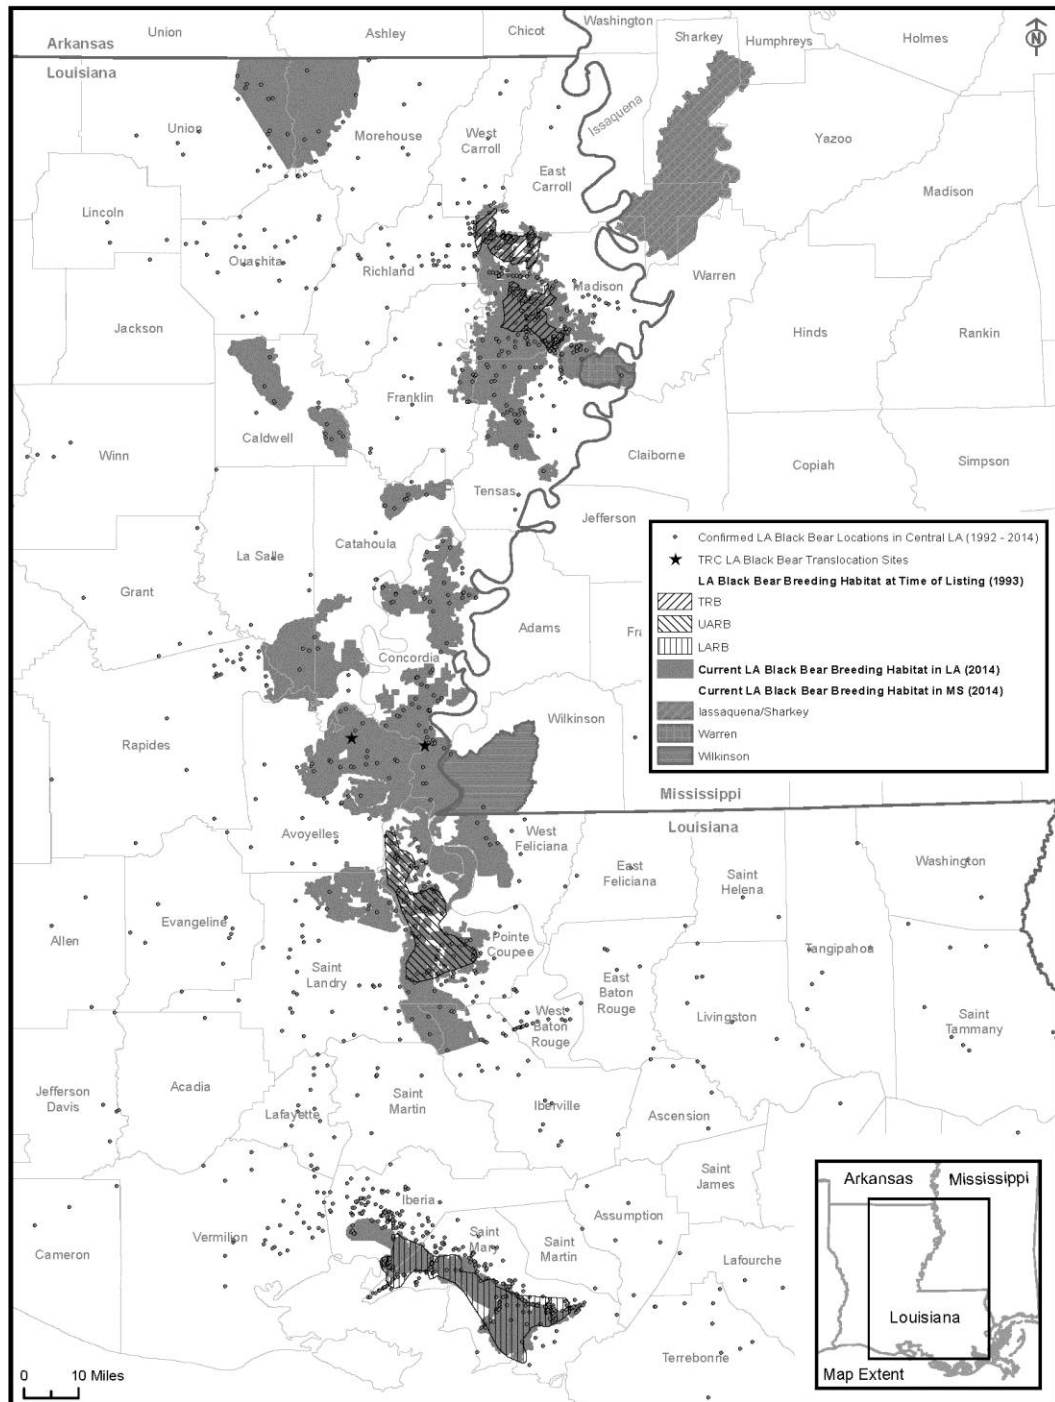 Union
Ashley
Chicot
Washington
Sharkey
Humphreys
Holmes
N
Arkansas
Louisiana
Issaquena
Union
Morehouse
West
Carroll
East
Carroll
Yazoo
Madison
Lincoln
Ouachita
Richland
Madison
Warren
Jackson
Hinds
Rankin
Franklin
Caldwell
Winn
Claiborne
Copiah
Simpson
Tensas
Jefferson
La Salle
Catahoula
Grant
Adams
Fra
Concordia
Wilkinson
Rapides
Confirmed LA Black Bear Locations in Central LA (1992 - 2014)
TRC LA Black Bear Translocation Sites
LA Black Bear Breeding Habitat at Time of Listing (1993)
TRB
UARB
LARB
Current LA Black Bear Breeding Habitat in LA (2014)
Current LA Black Bear Breeding Habitat in MS (2014)
Iassaquena/Sharkey
Warren
Wilkinson
Mississippi
Louisiana
Avoyelles
West
Feliciana
East
Feliciana
Saint
Helena
Washington
Evangeline
Allen
Pointe
Coupee
Tangipahoa
Saint
Landry
East
Baton
Rouge
West
Baton
Rouge
Livingston
Saint
Tammany
Jefferson
Davis
Acadia
Lafayette
Saint
Martin
Iberville
Ascension
Saint
James
Iberia
Vermilion
Saint
Mary
Saint
Martin
Assumption
Cameron
Lafourche
Terrebonne
0 10 Miles
Arkansas
Mississippi
Louisiana
Map Extent